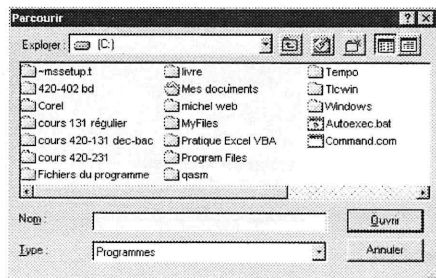 Parcourir
Explorer : (C:)
~mssetup.t
420-402 bd
Corel
cours 131 régulier
cours 420-131 dec-bac
cours 420-231
Fichiers du programme
livre
Mes documents
michel web
MyFiles
Pratique Excel VBA
Program Files
qasm
Tempo
Tlcwin
Windows
Autoexec.bat
Command.com
Nom :
Ouvrir
Type : Programmes
Annuler